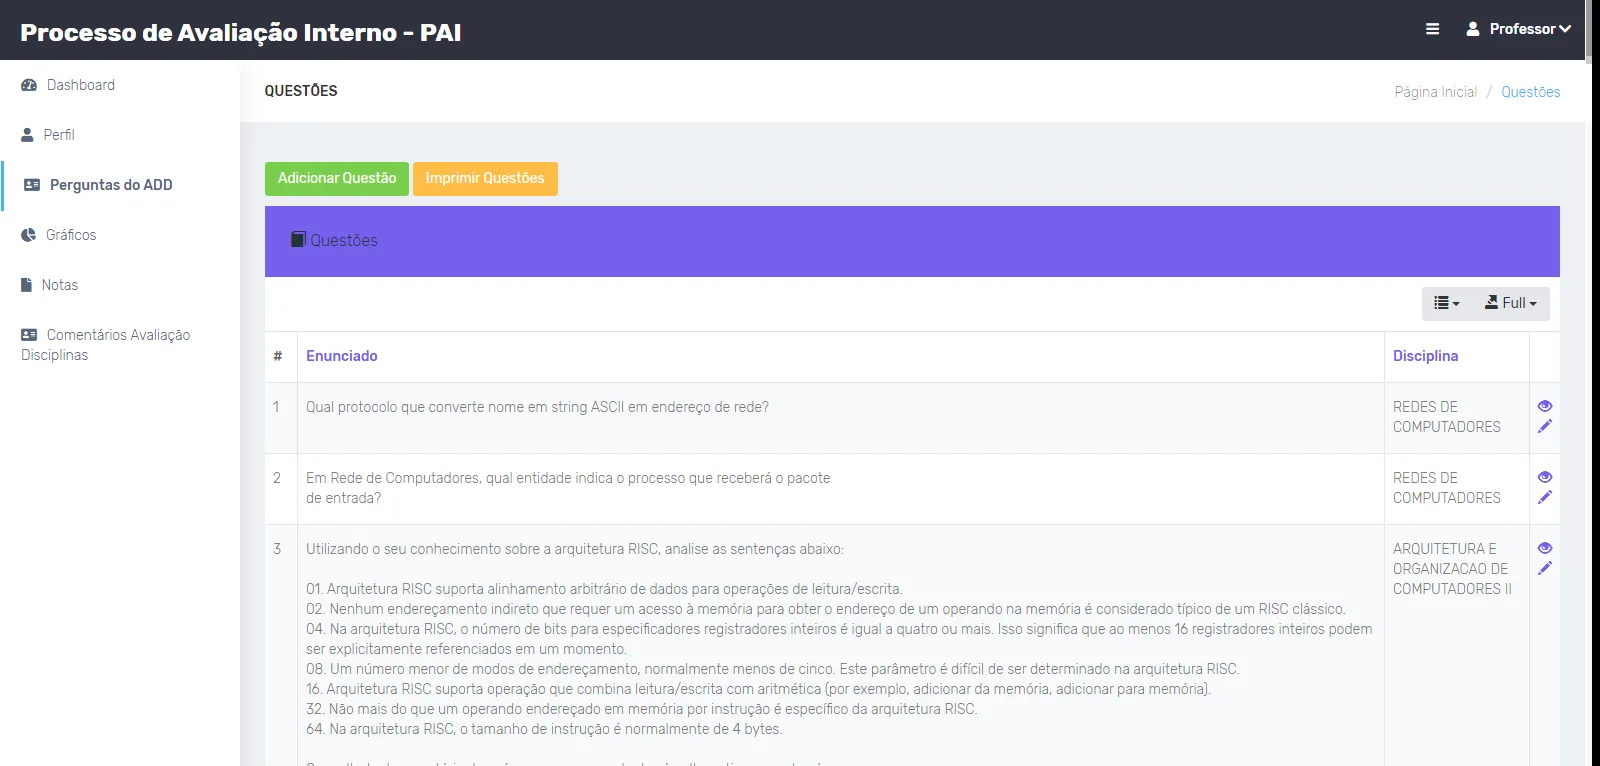 Processo de Avaliação Interno - PAI
Professor
Dashboard
Perfil
Perguntas do ADD
Gráficos
Notas
Comentários Avaliação
Disciplinas
QUESTÕES
Página Inicial / Questões
Adicionar Questão
Imprimir Questões
Questões
Full
# Enunciado Disciplina
1 Qual protocolo que converte nome em string ASCII em endereço de rede? REDES DE
COMPUTADORES
2 Em Rede de Computadores, qual entidade indica o processo que receberá o pacote REDES DE
de entrada? COMPUTADORES
3 Utilizando o seu conhecimento sobre a arquitetura RISC, analise as sentenças abaixo: ARQUITETURA E
ORGANIZACAO DE
COMPUTADORES II
01. Arquitetura RISC suporta alinhamento arbitrário de dados para operações de leitura/escrita.
02. Nenhum endereçamento indireto que requer um acesso à memória para obter o endereço de um operando na memória é considerado típico de um RISC clássico.
04. Na arquitetura RISC, o número de bits para especificadores registradores inteiros é igual a quatro ou mais. Isso significa que ao menos 16 registradores inteiros podem
ser explicitamente referenciados em um momento.
08. Um número menor de modos de endereçamento, normalmente menos de cinco. Este parâmetro é difícil de ser determinado na arquitetura RISC.
16. Arquitetura RISC suporta operação que combina leitura/escrita com aritmética (por exemplo, adicionar da memória, adicionar para memória).
32. Não mais do que um operando endereçado em memória por instrução é específico da arquitetura RISC.
64. Na arquitetura RISC, o tamanho de instrução é normalmente de 4 bytes.